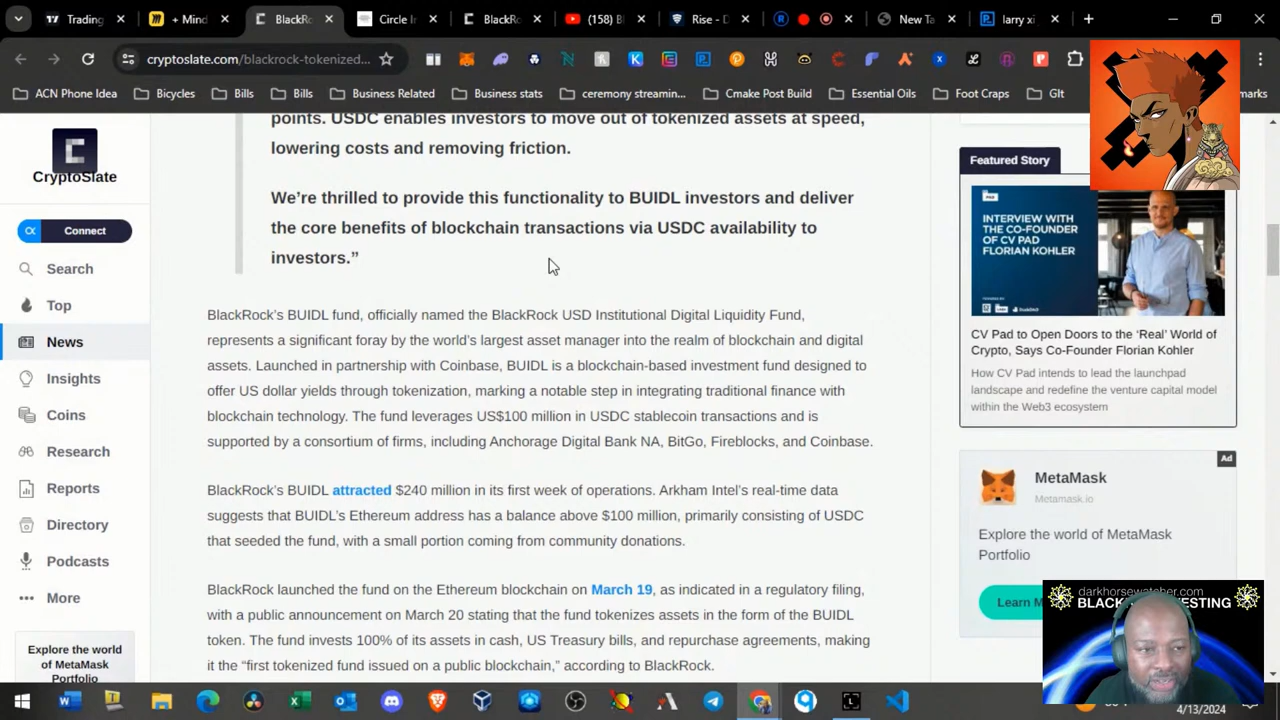 Trading
+ Mind
BlackRo
Circle In
BlackRo
(158) Bl
Rise - D
New Ta
larry xi
cryptoslate.com/blackrock-tokenized...
ACN Phone Idea
Bicycles
Bills
Bills
Business Related
Business stats
ceremony streamin...
Cmake Post Build
Essential Oils
Foot Craps
GIt
marks
CryptoSlate
Connect
Search
Top
News
Insights
Coins
Research
Reports
Directory
Podcasts
More
Explore the world
of MetaMask
Portfolio
points. USDC enables investors to move out of tokenized assets at speed,
lowering costs and removing friction.
We’re thrilled to provide this functionality to BUIDL investors and deliver
the core benefits of blockchain transactions via USDC availability to
investors.”
BlackRock’s BUIDL fund, officially named the BlackRock USD Institutional Digital Liquidity Fund,
represents a significant foray by the world’s largest asset manager into the realm of blockchain and digital
assets. Launched in partnership with Coinbase, BUIDL is a blockchain-based investment fund designed to
offer US dollar yields through tokenization, marking a notable step in integrating traditional finance with
blockchain technology. The fund leverages US$100 million in USDC stablecoin transactions and is
supported by a consortium of firms, including Anchorage Digital Bank NA, BitGo, Fireblocks, and Coinbase.
BlackRock’s BUIDL attracted $240 million in its first week of operations. Arkham Intel’s real-time data
suggests that BUIDL’s Ethereum address has a balance above $100 million, primarily consisting of USDC
that seeded the fund, with a small portion coming from community donations.
BlackRock launched the fund on the Ethereum blockchain on March 19, as indicated in a regulatory filing,
with a public announcement on March 20 stating that the fund tokenizes assets in the form of the BUIDL
token. The fund invests 100% of its assets in cash, US Treasury bills, and repurchase agreements, making
it the “first tokenized fund issued on a public blockchain,” according to BlackRock.
Featured Story
INTERVIEW WITH
THE CO-FOUNDER
OF CV PAD
FLORIAN KOHLER
CV Pad to Open Doors to the ‘Real’ World of
Crypto, Says Co-Founder Florian Kohler
How CV Pad intends to lead the launchpad
landscape and redefine the venture capital model
within the Web3 ecosystem
Ad
MetaMask
Metamask.io
Explore the world of MetaMask
Portfolio
Learn M
darkhorsewatcher.com
BLACK
ESTING
4/13/2024